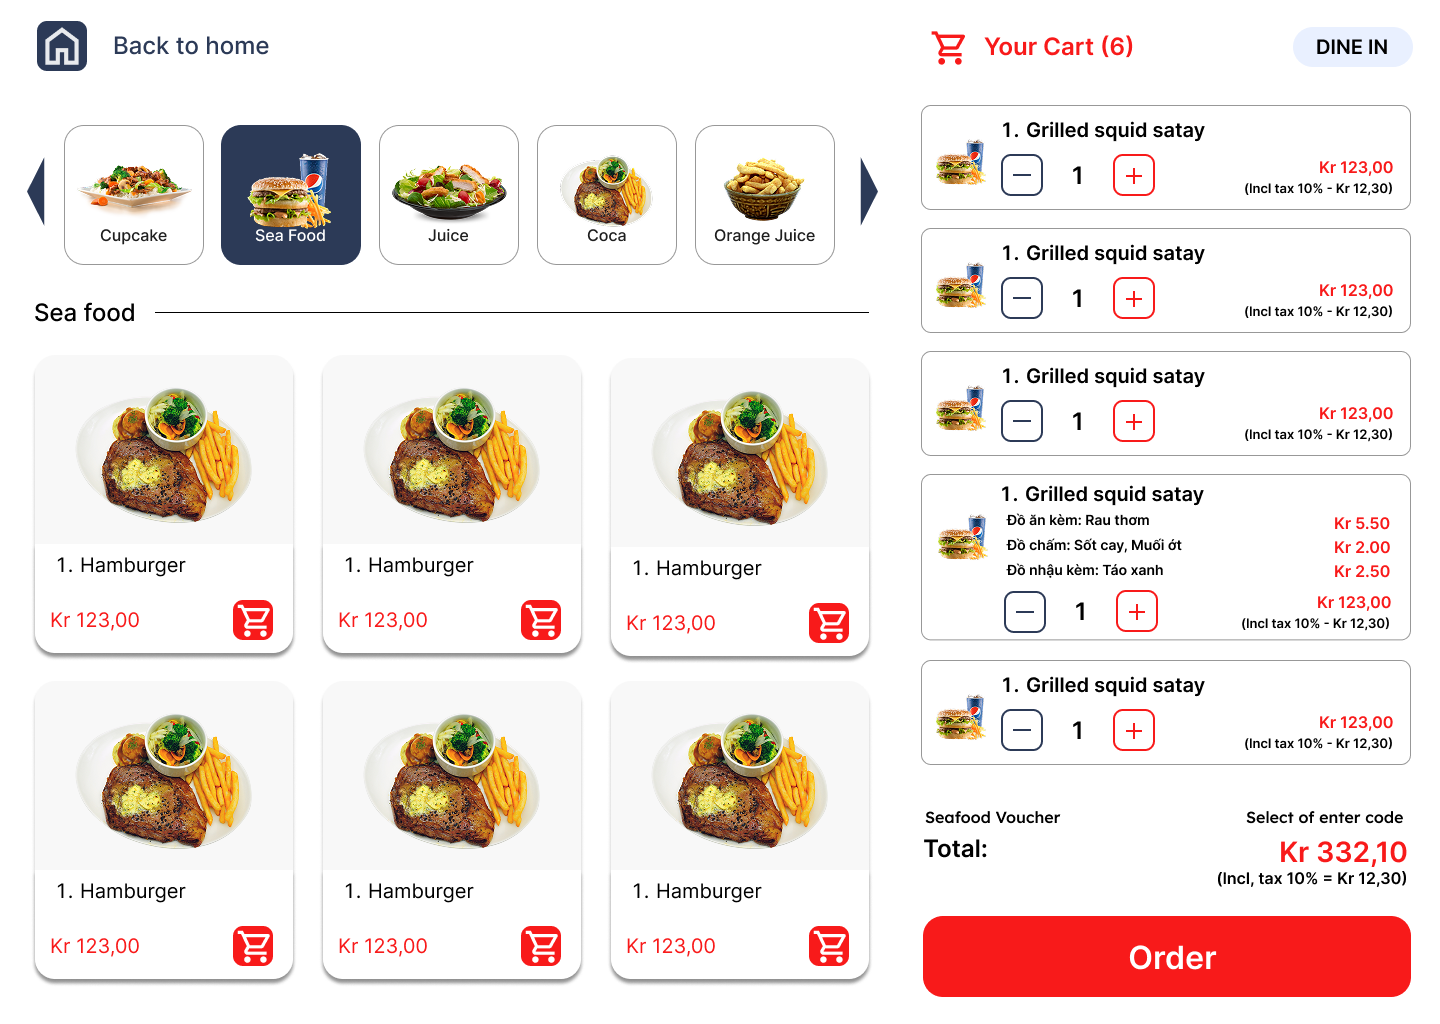 Back to home
Your Cart (6)
DINE IN
Cupcake
Sea Food
Juice
Coca
Orange Juice
Sea food
1. Hamburger
Kr 123,00
1. Hamburger
Kr 123,00
1. Hamburger
Kr 123,00
1. Hamburger
Kr 123,00
1. Hamburger
Kr 123,00
1. Hamburger
Kr 123,00
1. Grilled squid satay
1
Kr 123,00
(Incl tax 10% - Kr 12,30)
1. Grilled squid satay
1
Kr 123,00
(Incl tax 10% - Kr 12,30)
1. Grilled squid satay
1
Kr 123,00
(Incl tax 10% - Kr 12,30)
1. Grilled squid satay
Đồ ăn kèm: Rau thơm
Kr 5.50
Đồ chấm: Sốt cay, Muối ớt
Kr 2.00
Đồ nhậu kèm: Táo xanh
Kr 2.50
1
Kr 123,00
(Incl tax 10% - Kr 12,30)
1. Grilled squid satay
1
Kr 123,00
(Incl tax 10% - Kr 12,30)
Seafood Voucher
Select of enter code
Total:
Kr 332,10
(Incl, tax 10% = Kr 12,30)
Order